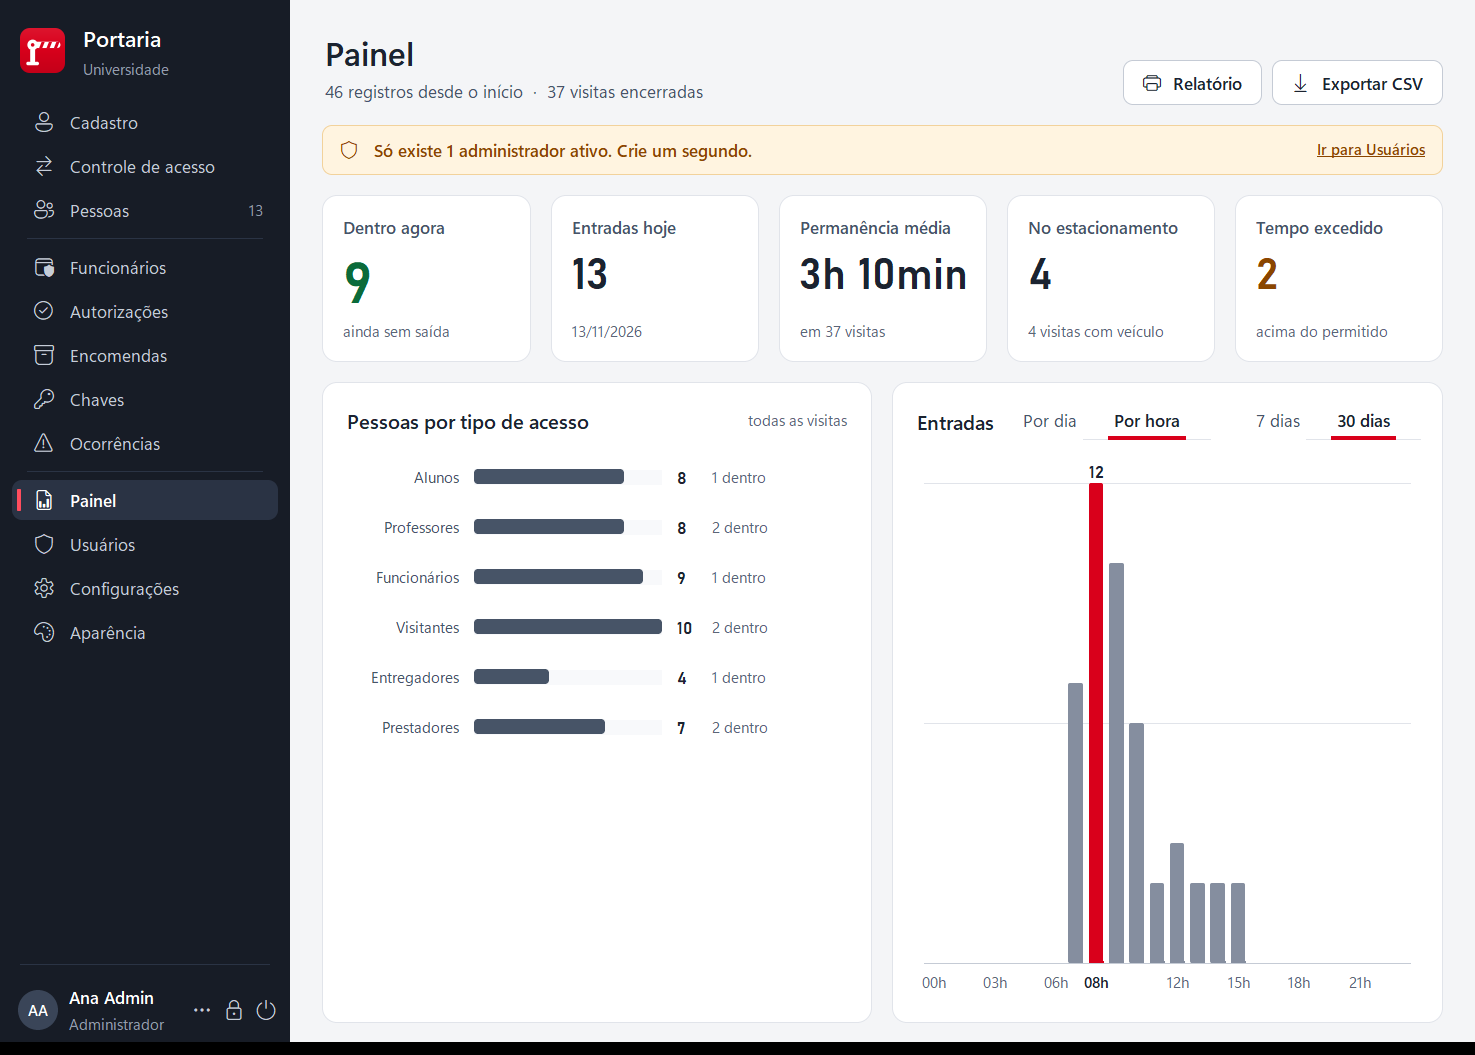 Portaria
Universidade
Cadastro
Controle de acesso
Pessoas 13
Funcionários
Autorizações
Encomendas
Chaves
Ocorrências
Painel
Usuários
Configurações
Aparência
AA
Ana Admin
Administrador
Painel
46 registros desde o início · 37 visitas encerradas
Relatório
Exportar CSV
Só existe 1 administrador ativo. Crie um segundo.
Ir para Usuários
Dentro agora
9
ainda sem saída
Entradas hoje
13
13/11/2026
Permanência média
3h 10min
em 37 visitas
No estacionamento
4
4 visitas com veículo
Tempo excedido
2
acima do permitido
Pessoas por tipo de acesso
todas as visitas
Alunos 8 1 dentro
Professores 8 2 dentro
Funcionários 9 1 dentro
Visitantes 10 2 dentro
Entregadores 4 1 dentro
Prestadores 7 2 dentro
Entradas
Por dia
Por hora
7 dias
30 dias
12
00h 03h 06h 08h 12h 15h 18h 21h